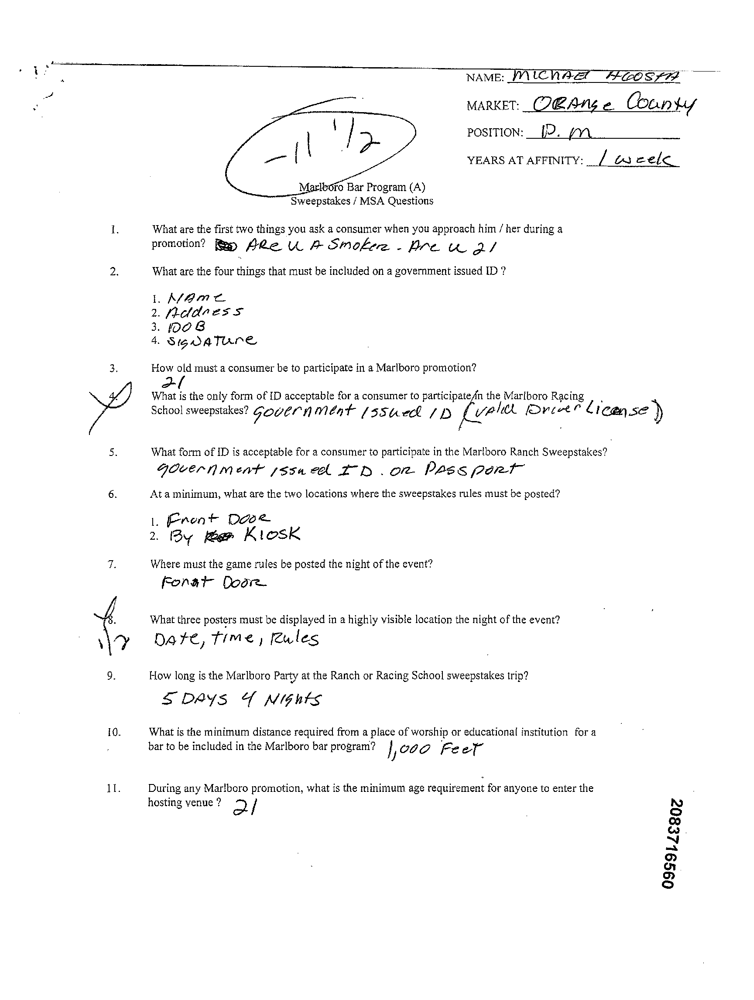 NAME: MICHAEL AGOSTA
MARKET: ORANGE COUNTY
POSITION: D.M
YEARS AT AFFINITY: 1 week
-11 1/2
Marlboro Bar Program (A)
Sweepstakes / MSA Questions
1. What are the first two things you ask a consumer when you approach him / her during a
promotion? ARE U A Smoker - Are u 21
2. What are the four things that must be included on a government issued ID ?
1. NAME
2. Address
3. DOB
4. SIGNATURE
3. How old must a consumer be to participate in a Marlboro promotion?
21
4. What is the only form of ID acceptable for a consumer to participate in the Marlboro Racing
School sweepstakes? government issued ID (valid Driver License)
5. What form of ID is acceptable for a consumer to participate in the Marlboro Ranch Sweepstakes?
government issued ID. OR PASSPORT
6. At a minimum, what are the two locations where the sweepstakes rules must be posted?
1. Front Door
2. By KIOSK
7. Where must the game rules be posted the night of the event?
Fornt Door
8. What three posters must be displayed in a highly visible location the night of the event?
1/2 DATE, time, Rules
9. How long is the Marlboro Party at the Ranch or Racing School sweepstakes trip?
5 DAYS 4 NIGHTS
10. What is the minimum distance required from a place of worship or educational institution for a
bar to be included in the Marlboro bar program? 1,000 FeeT
11. During any Marlboro promotion, what is the minimum age requirement for anyone to enter the
hosting venue ? 21
2083716560